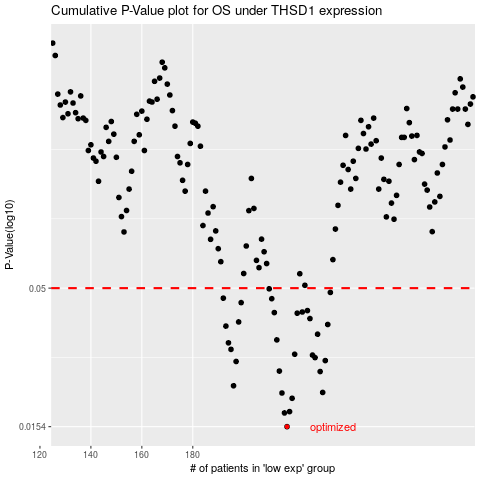 Cumulative P-Value plot for OS under THSD1 expression
P-Value(log10)
0.05
0.0154
optimized
120
140
160
180
# of patients in 'low exp' group